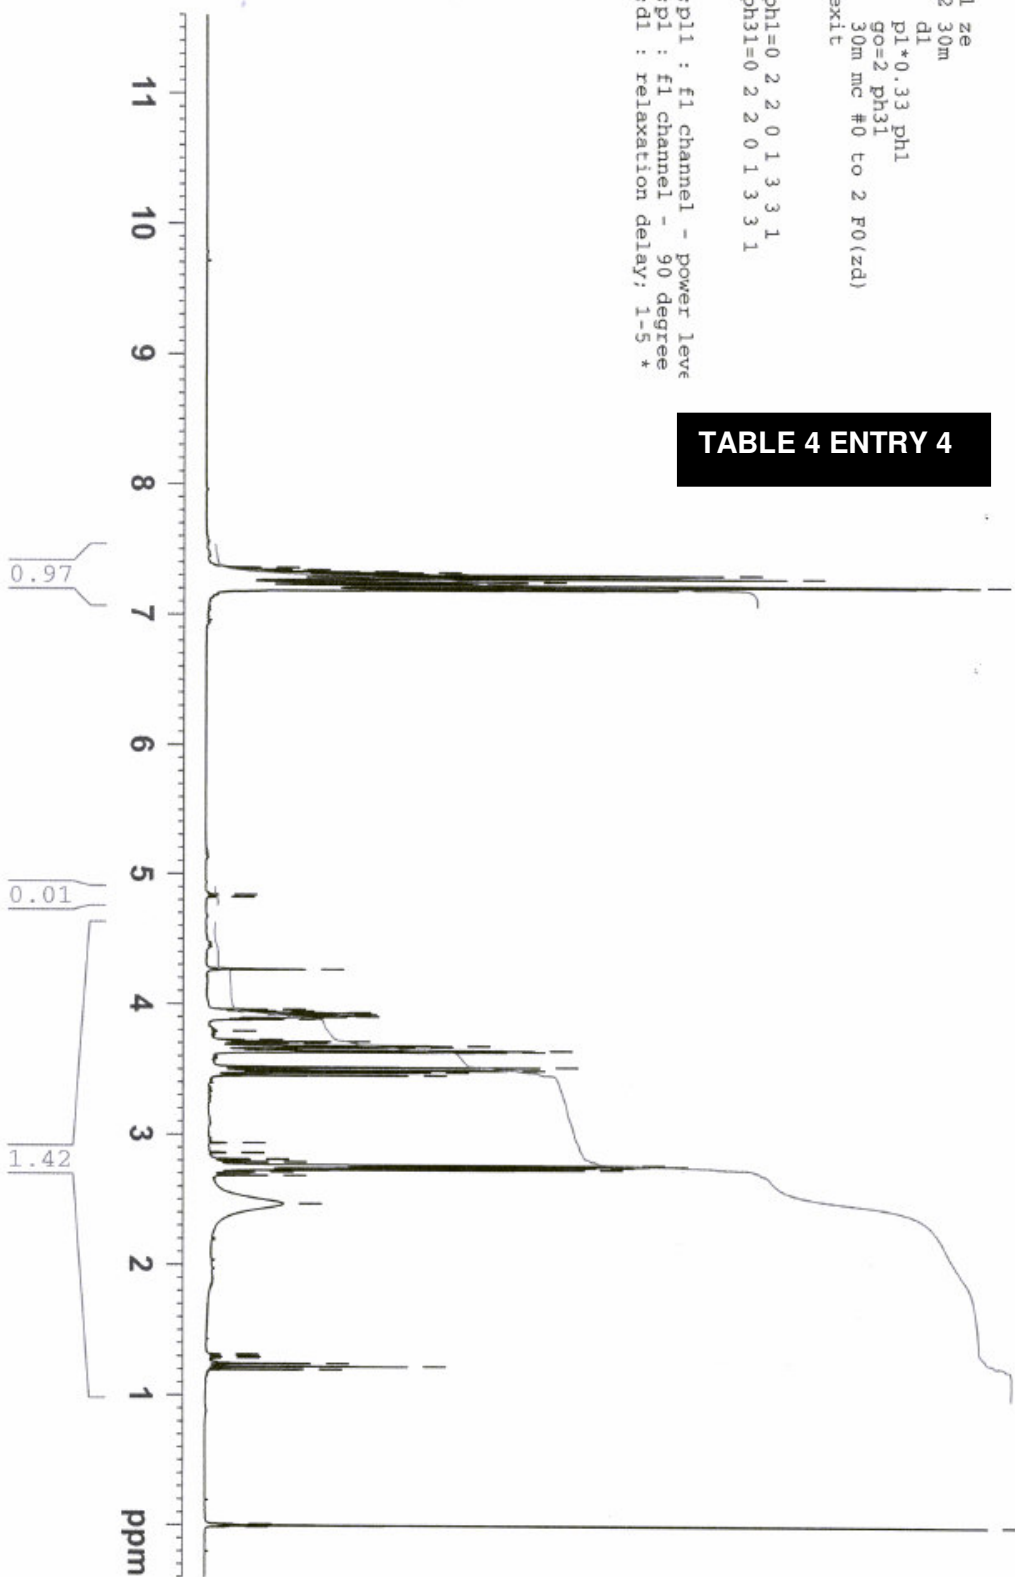 1 ze
2 30m
d1
p1*0.33 ph1
go=2 ph31
30m mc #0 to 2 F0(zd)
exit
ph1=0 2 2 0 1 3 3 1
ph31=0 2 2 0 1 3 3 1
;pl1 : f1 channel - power leve
;p1 : f1 channel - 90 degree
;d1 : relaxation delay; 1-5 *
TABLE 4 ENTRY 4
11
10
9
8
7
6
5
4
3
2
1
ppm
0.97
0.01
1.42